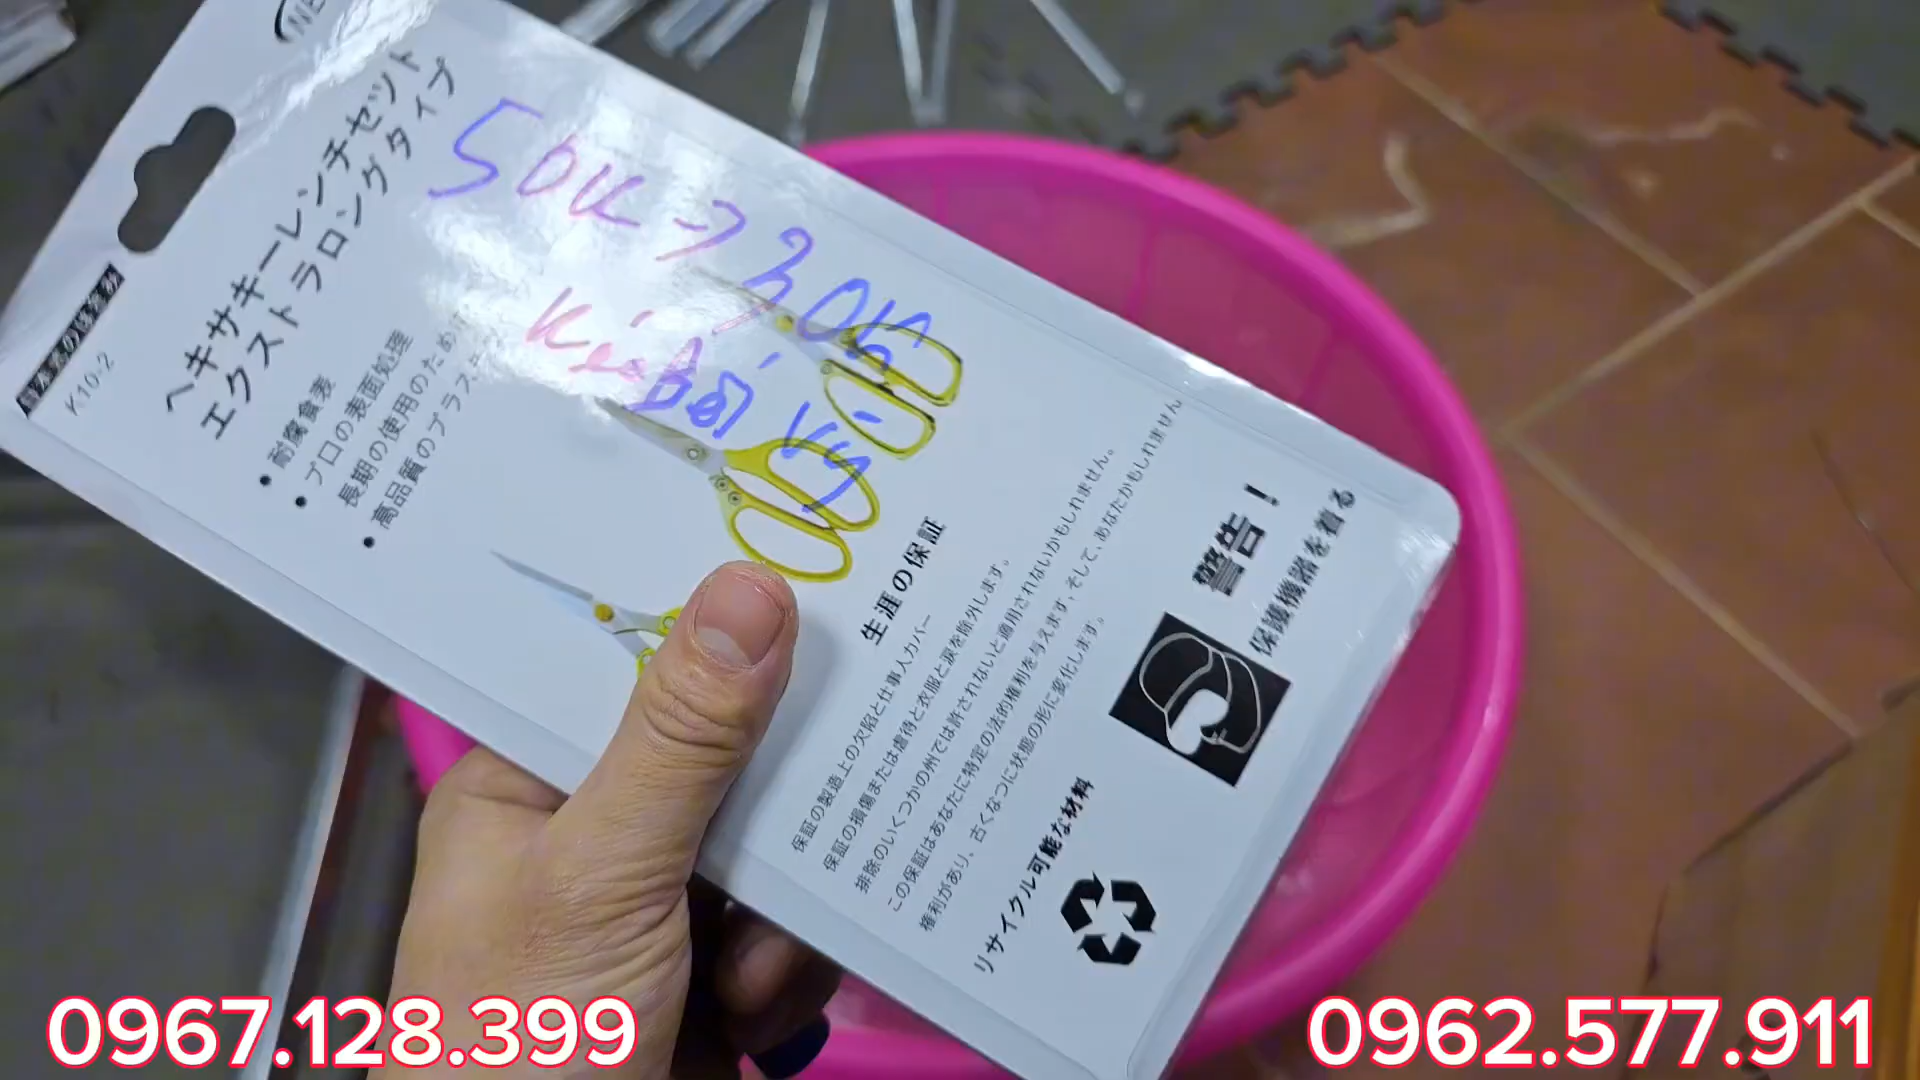 ヘキサキーレンチセット
エクストラロングタイプ
K10-2
50K→30K
Kéo Bói Vỹ
• 耐腐食表
• プロの表面処理
長期の使用のため
• 高品質のプラス
生涯の保証
保証の製造上の欠陥と仕事人カバー
保証の損傷または虐待と衣服と涙を除外します。
排除のいくつかの州では許されないと適用されないかもしれません。
この保証はあなたに特定の法的権利を与えます、そして、あなたかもしれません
権利があり、古くなつに状態の形に変化します。
警告！
保護機器を着る
リサイクル可能な材料
0967.128.399
0962.577.911